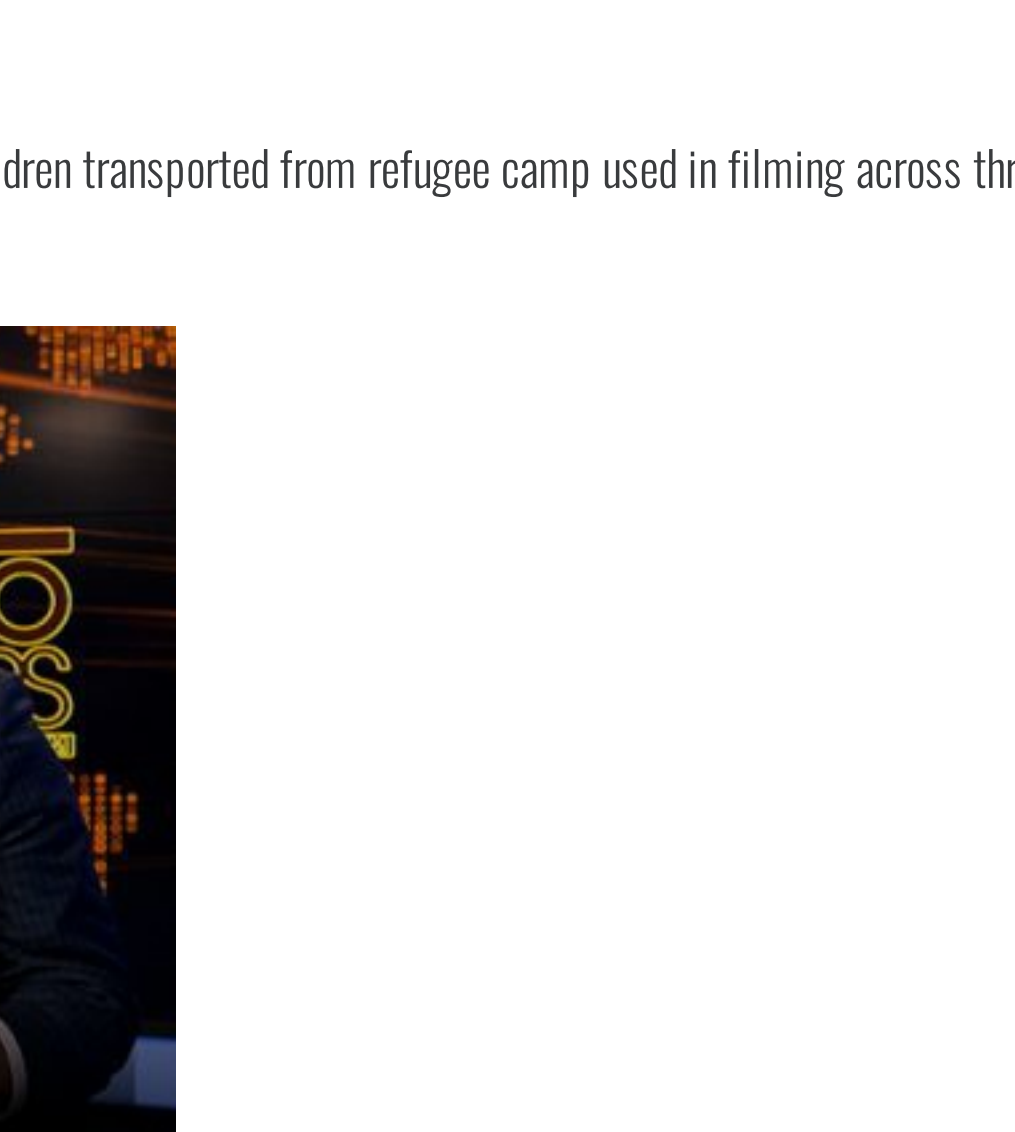 dren transported from refugee camp used in filming across thr